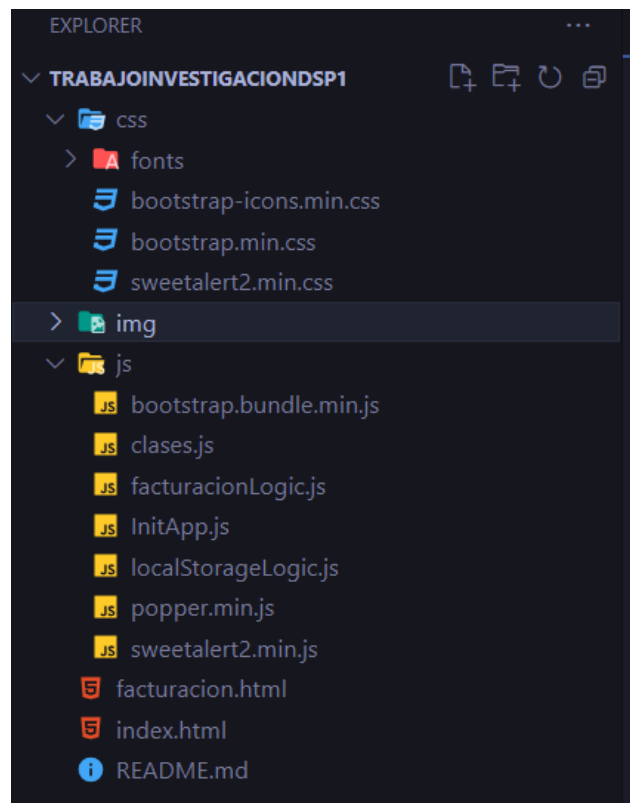 EXPLORER
TRABAJOINVESTIGACIONDSP1
css
fonts
bootstrap-icons.min.css
bootstrap.min.css
sweetalert2.min.css
img
js
bootstrap.bundle.min.js
clases.js
facturacionLogic.js
InitApp.js
localStorageLogic.js
popper.min.js
sweetalert2.min.js
facturacion.html
index.html
README.md